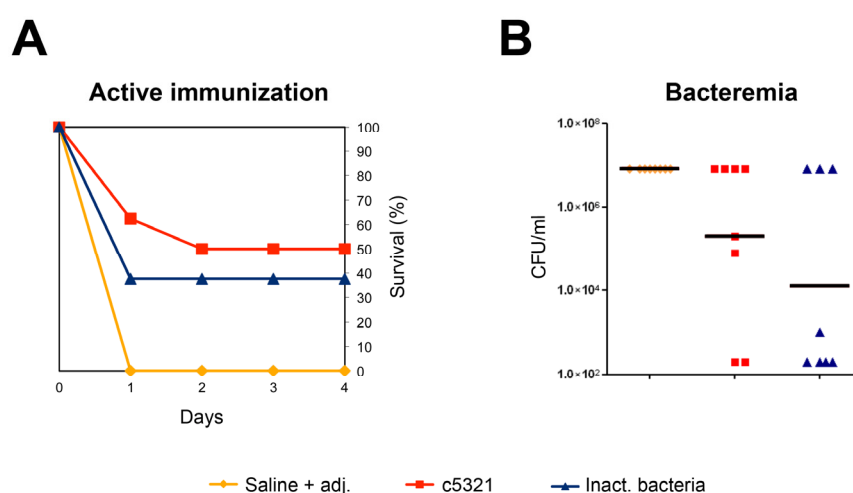 A
B
Active immunization
Bacteremia
100
90
80
70
60
50
40
30
20
10
0
Survival (%)
0 1 2 3 4
Days
1.0×10⁸
1.0×10⁶
1.0×10⁴
1.0×10²
CFU/ml
Saline + adj. c5321 Inact. bacteria